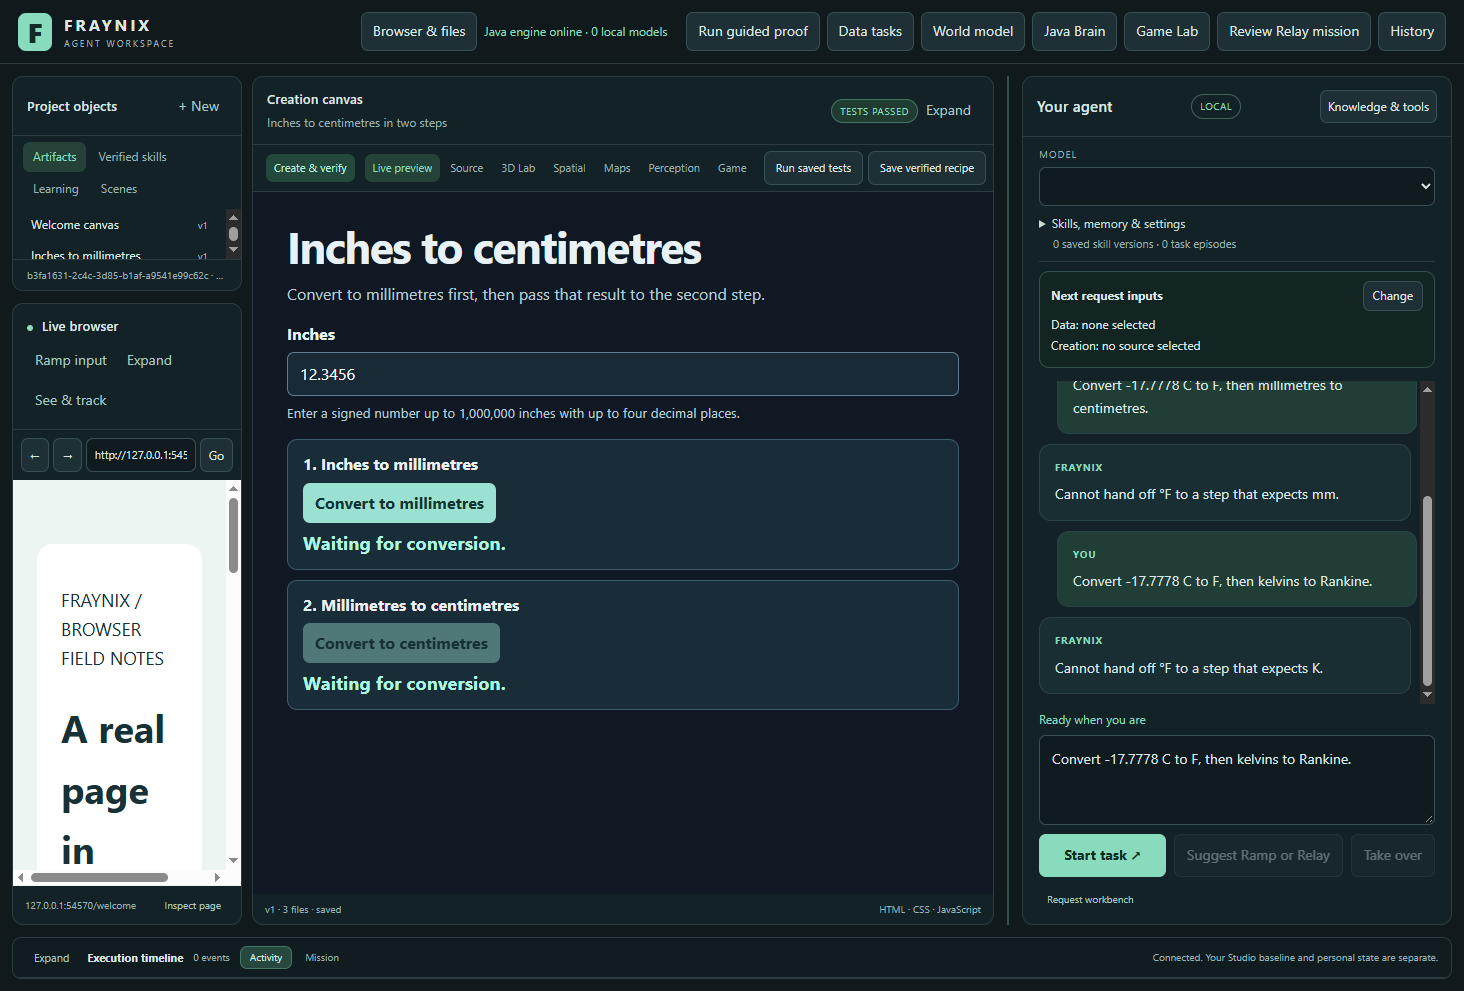 F
FRAYNIX
AGENT WORKSPACE
Browser & files
Java engine online · 0 local models
Run guided proof
Data tasks
World model
Java Brain
Game Lab
Review Relay mission
History
Project objects
+ New
Artifacts
Verified skills
Learning
Scenes
Welcome canvas
v1
Inches to millimetres
v1
b3fa1631-2c4c-3d85-b1af-a9541e99c62c · ...
Live browser
Ramp input
Expand
See & track
←
→
http://127.0.0.1:545
Go
FRAYNIX /
BROWSER
FIELD NOTES
A real
page
in
127.0.0.1:54570/welcome
Inspect page
Creation canvas
Inches to centimetres in two steps
TESTS PASSED
Expand
Create & verify
Live preview
Source
3D Lab
Spatial
Maps
Perception
Game
Run saved tests
Save verified recipe
Inches to centimetres
Convert to millimetres first, then pass that result to the second step.
Inches
12.3456
Enter a signed number up to 1,000,000 inches with up to four decimal places.
1. Inches to millimetres
Convert to millimetres
Waiting for conversion.
2. Millimetres to centimetres
Convert to centimetres
Waiting for conversion.
v1 · 3 files · saved
HTML · CSS · JavaScript
Your agent
LOCAL
Knowledge & tools
MODEL
Skills, memory & settings
0 saved skill versions · 0 task episodes
Next request inputs
Change
Data: none selected
Creation: no source selected
Convert -17.7778 C to F, then millimetres to
centimetres.
FRAYNIX
Cannot hand off °F to a step that expects mm.
YOU
Convert -17.7778 C to F, then kelvins to Rankine.
FRAYNIX
Cannot hand off °F to a step that expects K.
Ready when you are
Convert -17.7778 C to F, then kelvins to Rankine.
Start task ↗
Suggest Ramp or Relay
Take over
Request workbench
Expand
Execution timeline
0 events
Activity
Mission
Connected. Your Studio baseline and personal state are separate.